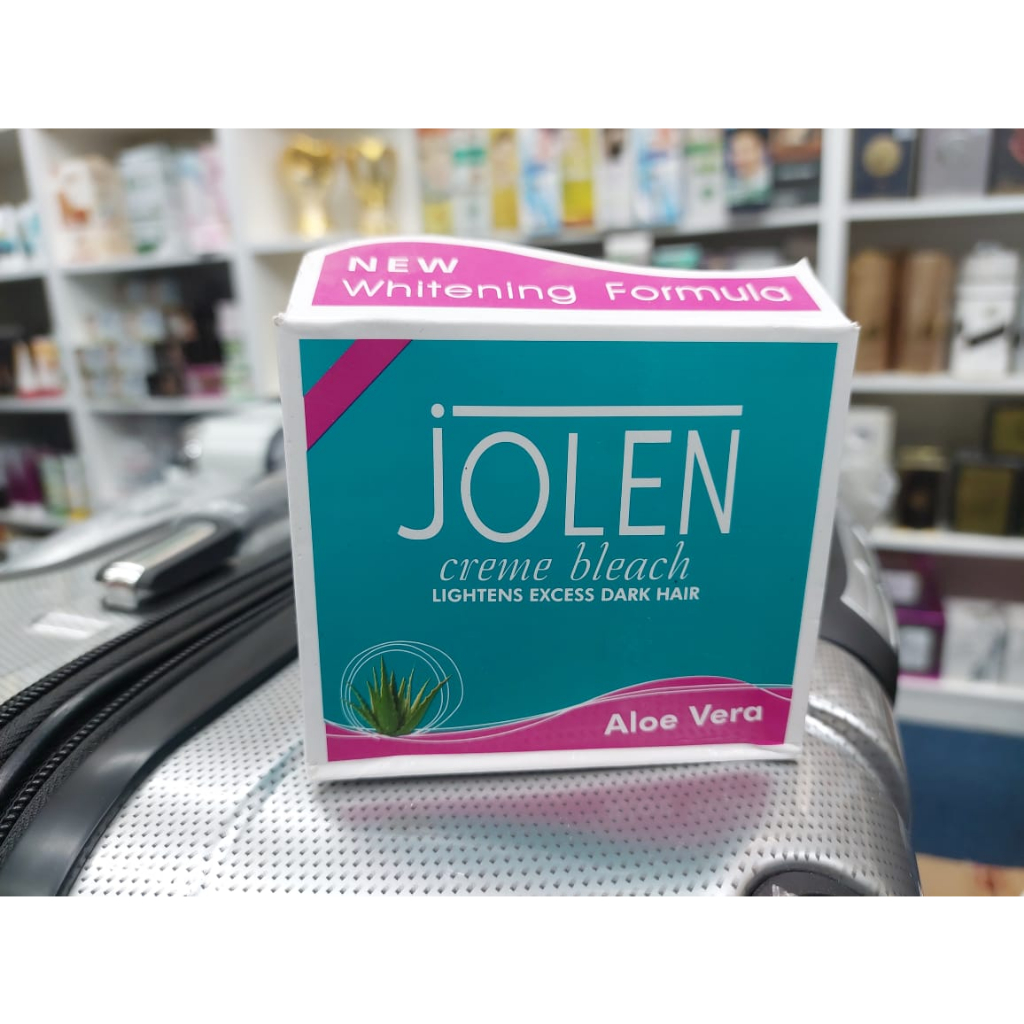 NEW
Whitening Formula
JOLEN
creme bleach
LIGHTENS EXCESS DARK HAIR
Aloe Vera